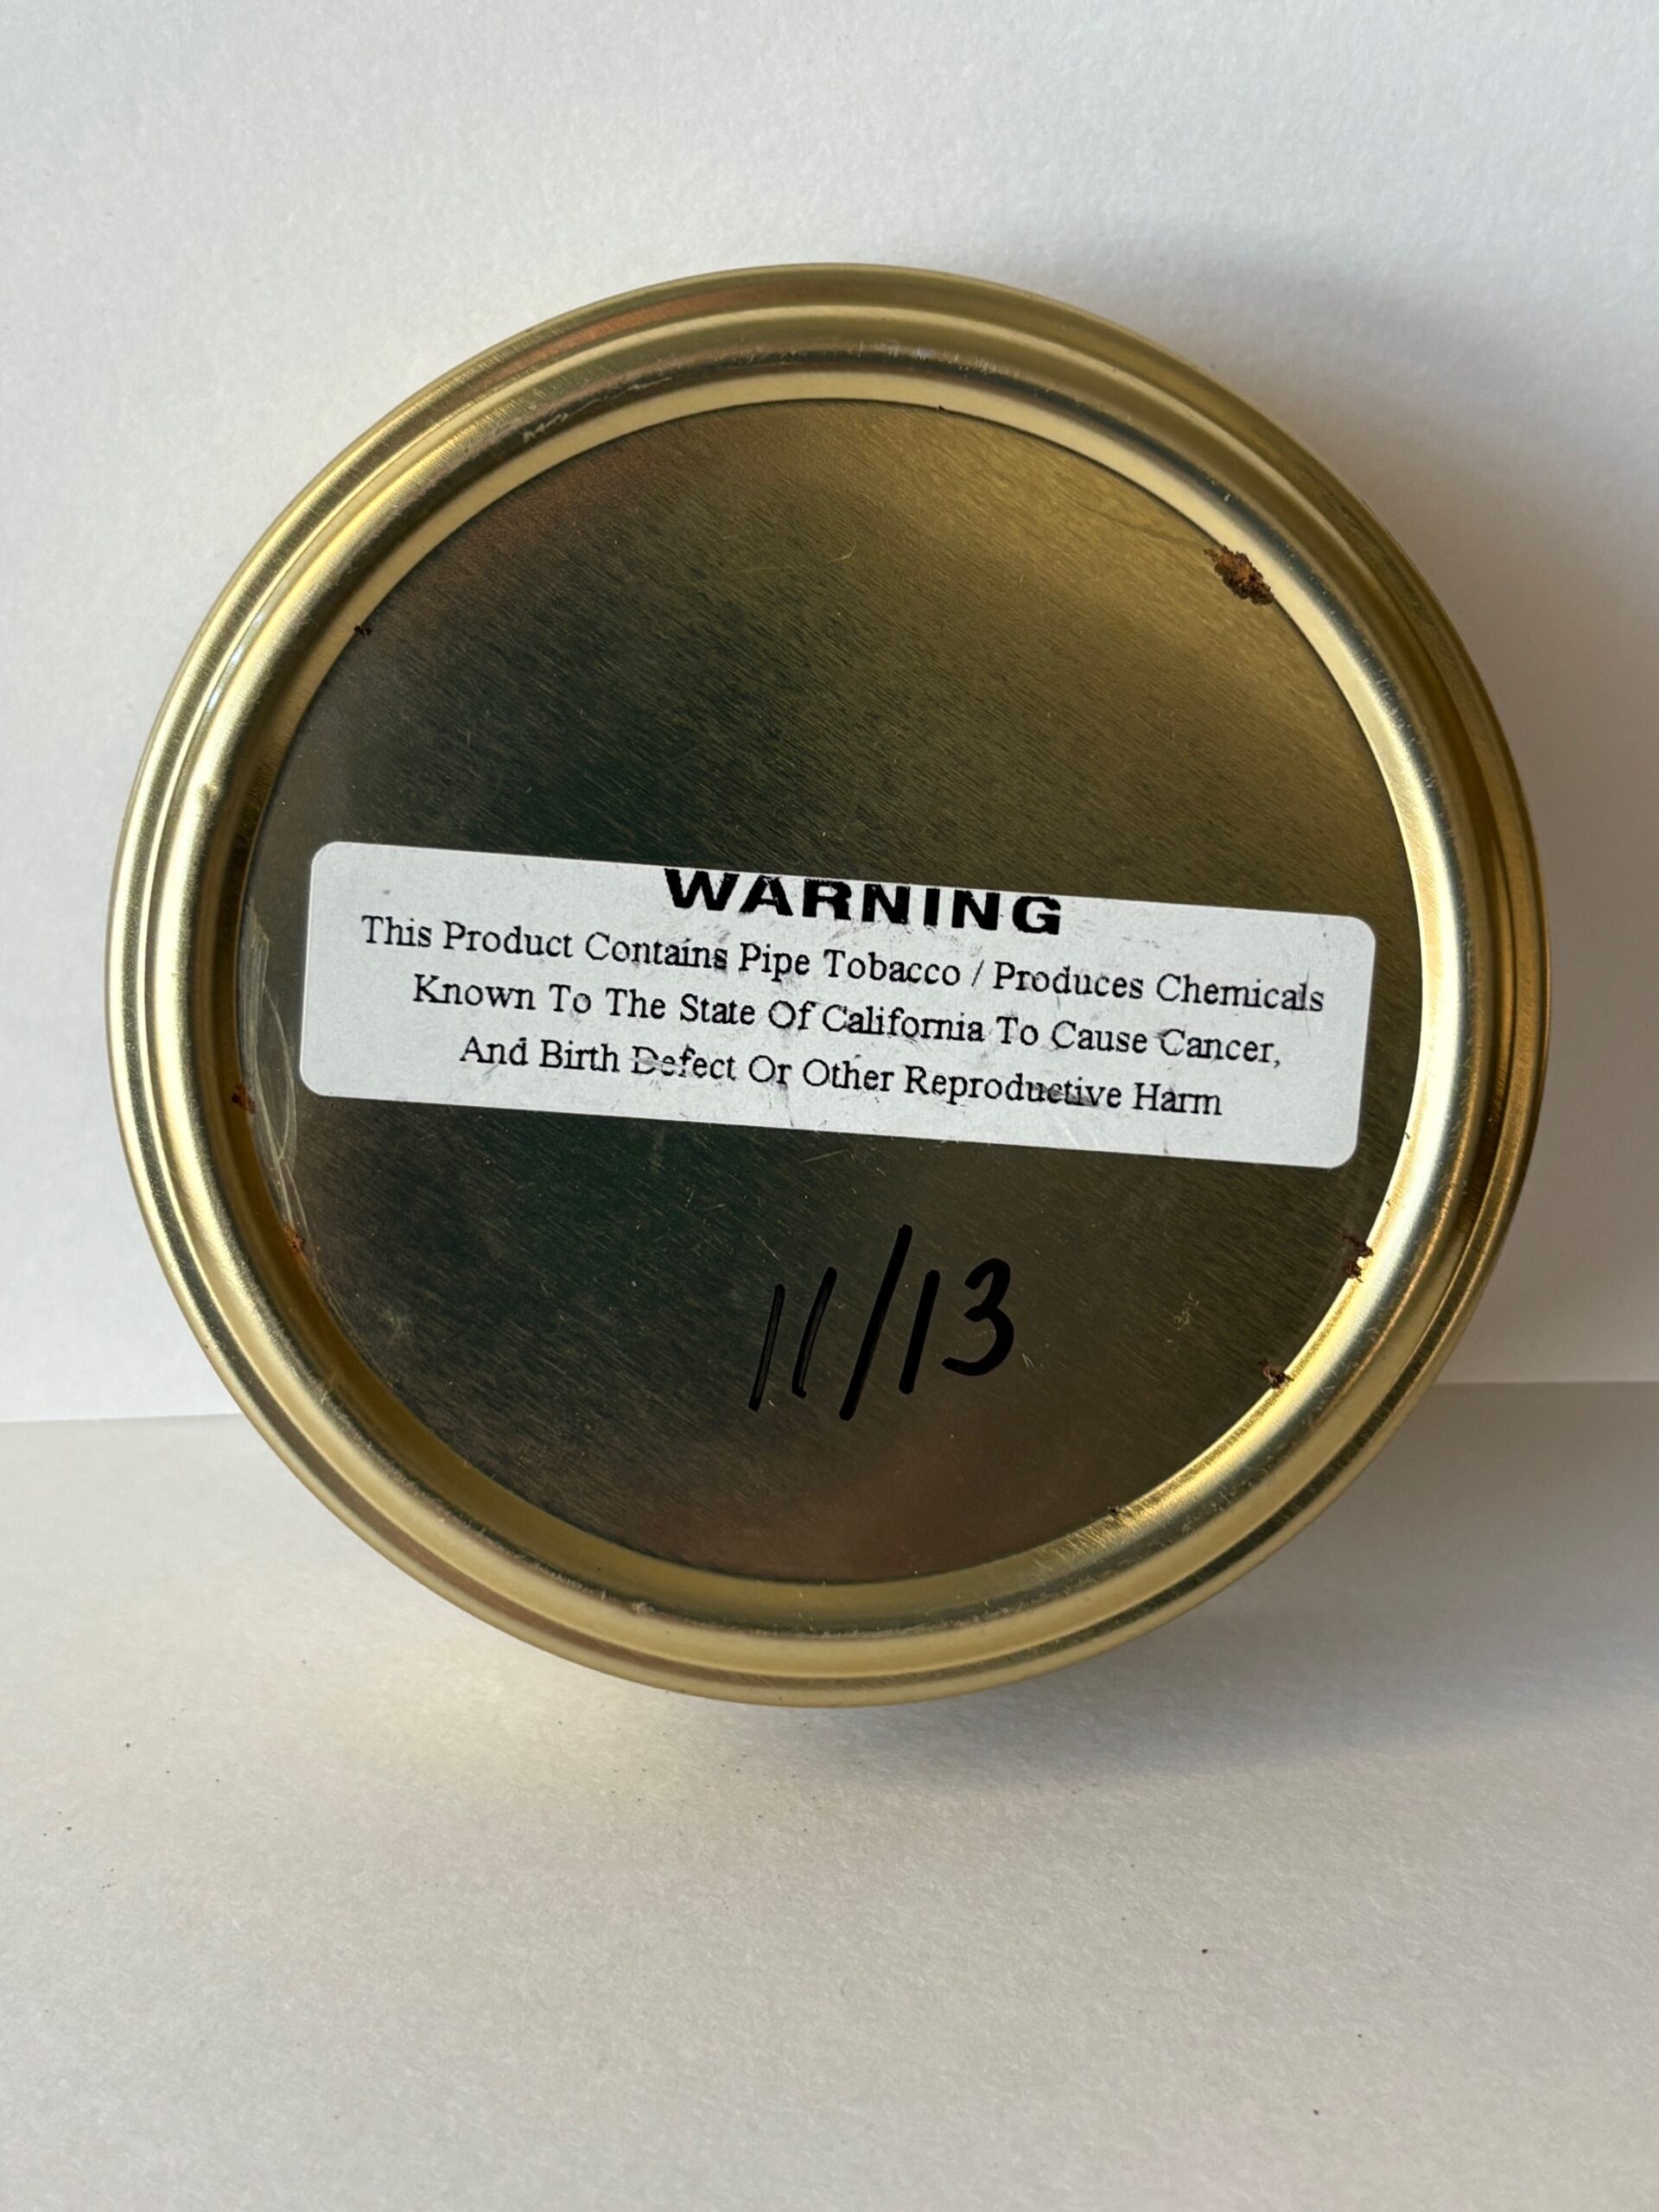 WARNING
This Product Contains Pipe Tobacco / Produces Chemicals
Known To The State Of California To Cause Cancer,
And Birth Defect Or Other Reproductive Harm
11/13